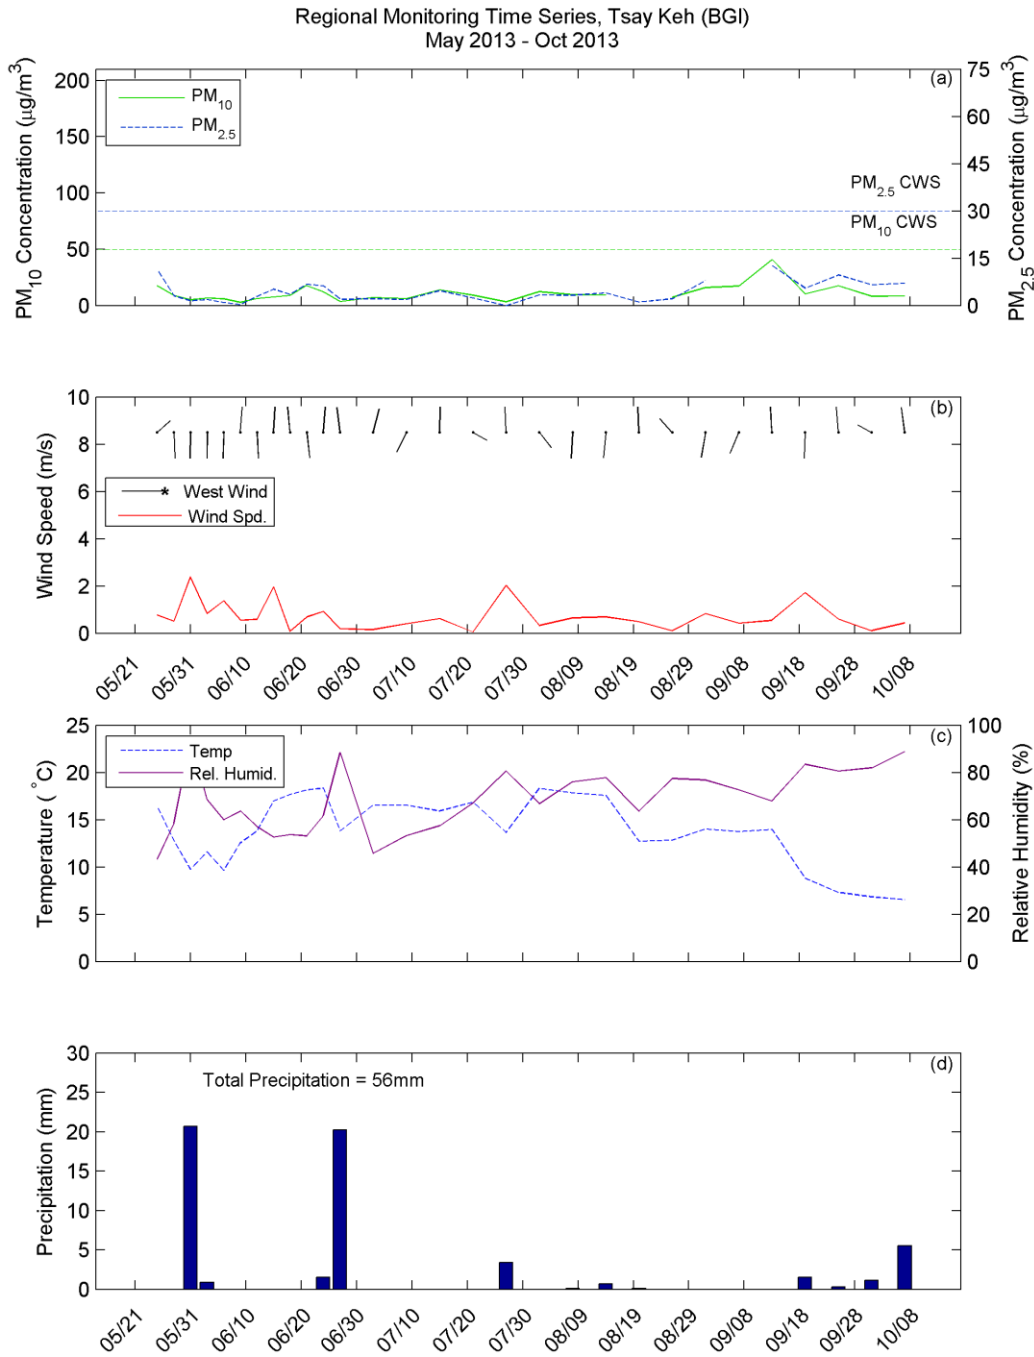 Regional Monitoring Time Series, Tsay Keh (BGI)
May 2013 - Oct 2013
PM10 Concentration (μg/m3)
200
150
100
50
0
PM10
PM2.5
(a)
PM2.5 CWS
PM10 CWS
75
60
45
30
15
0
PM2.5 Concentration (μg/m3)
Wind Speed (m/s)
10
8
6
4
2
0
(b)
* West Wind
Wind Spd.
05/21 05/31 06/10 06/20 06/30 07/10 07/20 07/30 08/09 08/19 08/29 09/08 09/18 09/28 10/08
Temperature (°C)
25
20
15
10
5
0
Temp
Rel. Humid.
(c)
100
80
60
40
20
0
Relative Humidity (%)
Precipitation (mm)
30
25
20
15
10
5
0
Total Precipitation = 56mm
(d)
05/21 05/31 06/10 06/20 06/30 07/10 07/20 07/30 08/09 08/19 08/29 09/08 09/18 09/28 10/08